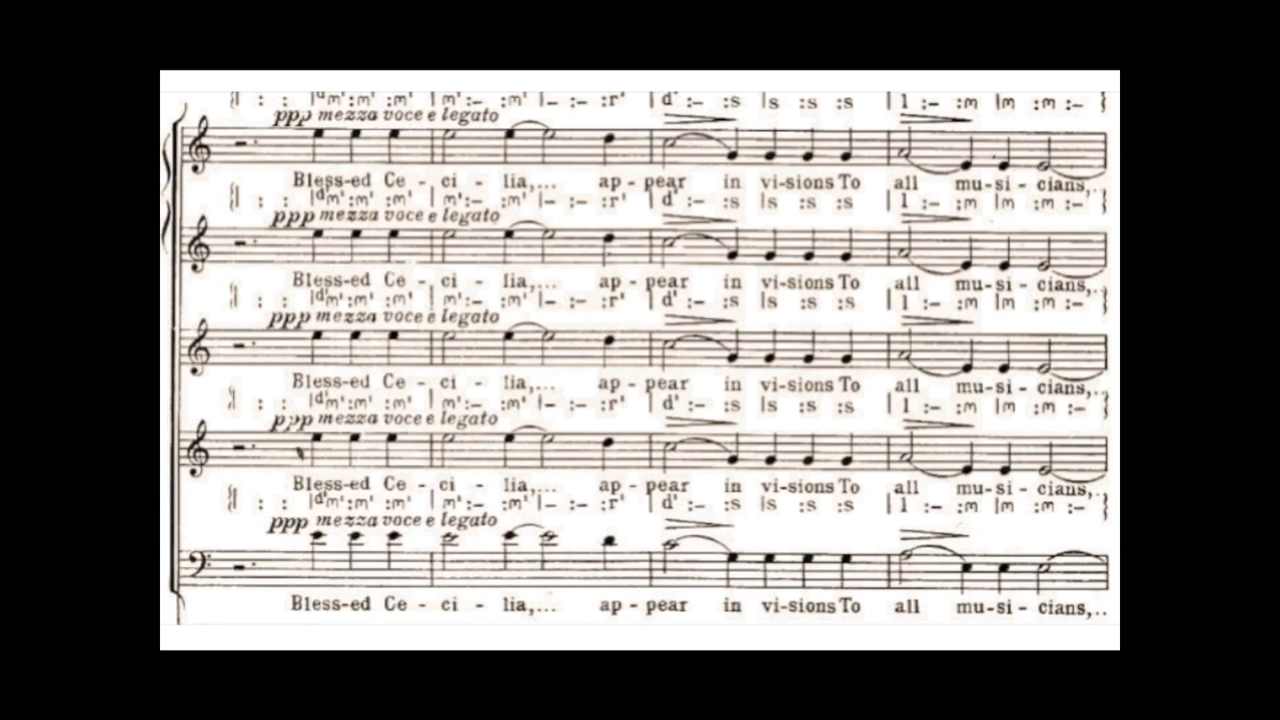 {| : : |ᵈm' :m' :m' |m' :– :m' |– :– :r' |d' :– :s |s :s :s |l :– :m |m :m :– }
ppp mezza voce e legato
Bless-ed Ce - ci - lia,... ap - pear in vi-sions To all mu-si - cians,..
{| : : |ᵈm' :m' :m' |m' :– :m' |– :– :r' |d' :– :s |s :s :s |l :– :m |m :m :– }
ppp mezza voce e legato
Bless-ed Ce - ci - lia,... ap - pear in vi-sions To all mu-si - cians,..
{| : : |ᵈm' :m' :m' |m' :– :m' |– :– :r' |d' :– :s |s :s :s |l :– :m |m :m :– }
ppp mezza voce e legato
Bless-ed Ce - ci - lia,... ap - pear in vi-sions To all mu-si - cians,..
{| : : |ᵈm' :m' :m' |m' :– :m' |– :– :r' |d' :– :s |s :s :s |l :– :m |m :m :– }
ppp mezza voce e legato
Bless-ed Ce - ci - lia,... ap - pear in vi-sions To all mu-si - cians,..
{| : : |ᵈm' :m' :m' |m' :– :m' |– :– :r' |d' :– :s |s :s :s |l :– :m |m :m :– }
ppp mezza voce e legato
Bless-ed Ce - ci - lia,... ap - pear in vi-sions To all mu-si - cians,..